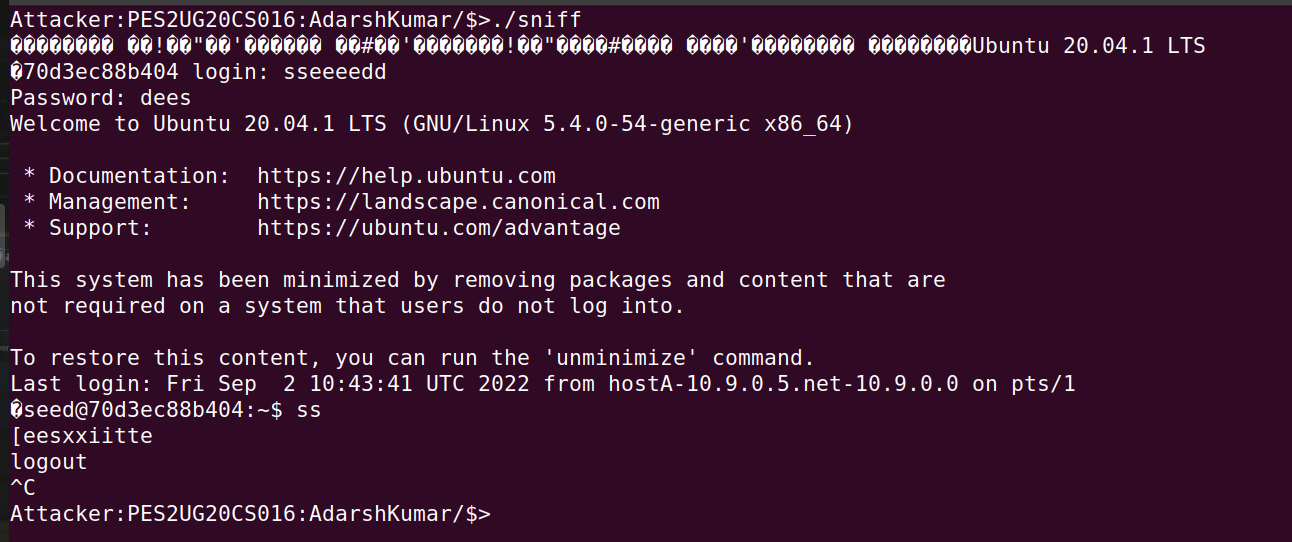 Attacker:PES2UG20CS016:AdarshKumar/$>./sniff
�������� ��!��"��'������ ��#��'�������!��"����#���� ����'�������� ��������Ubuntu 20.04.1 LTS
�70d3ec88b404 login: sseeeedd
Password: dees
Welcome to Ubuntu 20.04.1 LTS (GNU/Linux 5.4.0-54-generic x86_64)
* Documentation:  https://help.ubuntu.com
* Management:     https://landscape.canonical.com
* Support:        https://ubuntu.com/advantage
This system has been minimized by removing packages and content that are
not required on a system that users do not log into.
To restore this content, you can run the 'unminimize' command.
Last login: Fri Sep  2 10:43:41 UTC 2022 from hostA-10.9.0.5.net-10.9.0.0 on pts/1
�seed@70d3ec88b404:~$ ss
[eesxxiitte
logout
^C
Attacker:PES2UG20CS016:AdarshKumar/$>